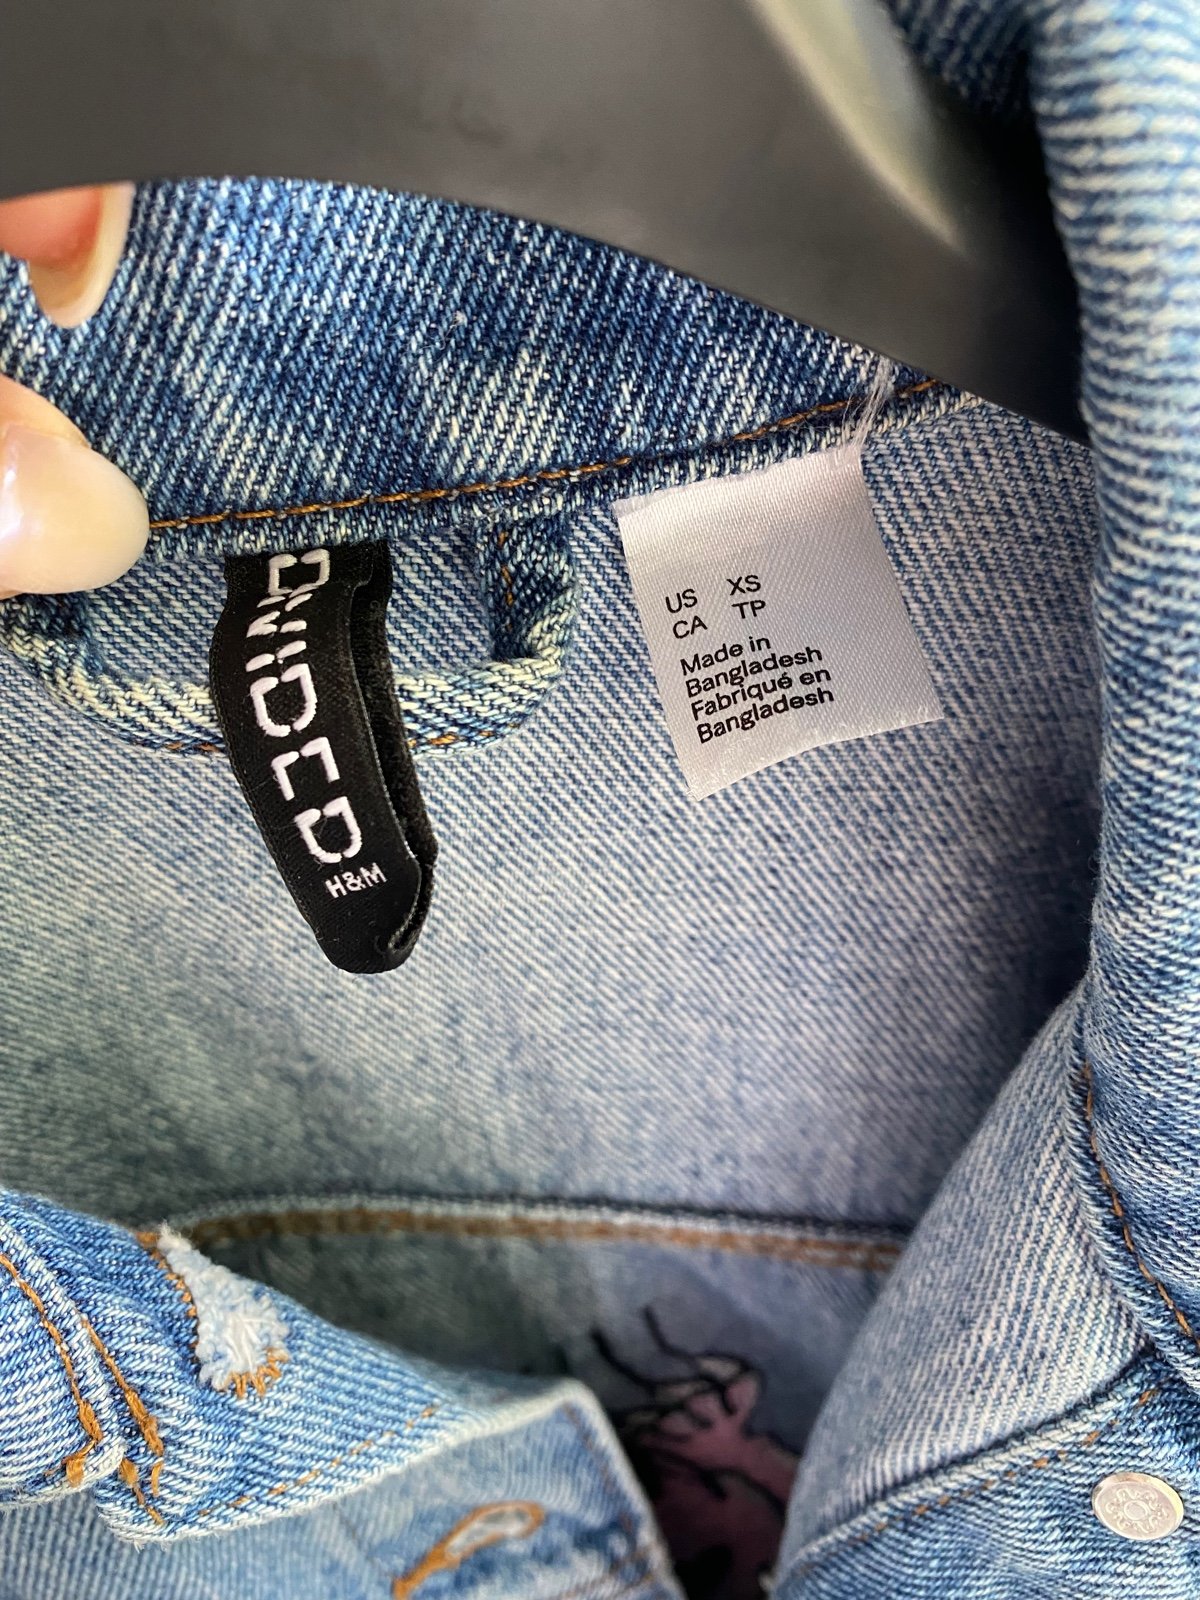 DIVIDED
H&M
US XS
CA TP
Made in
Bangladesh
Fabriqué en
Bangladesh